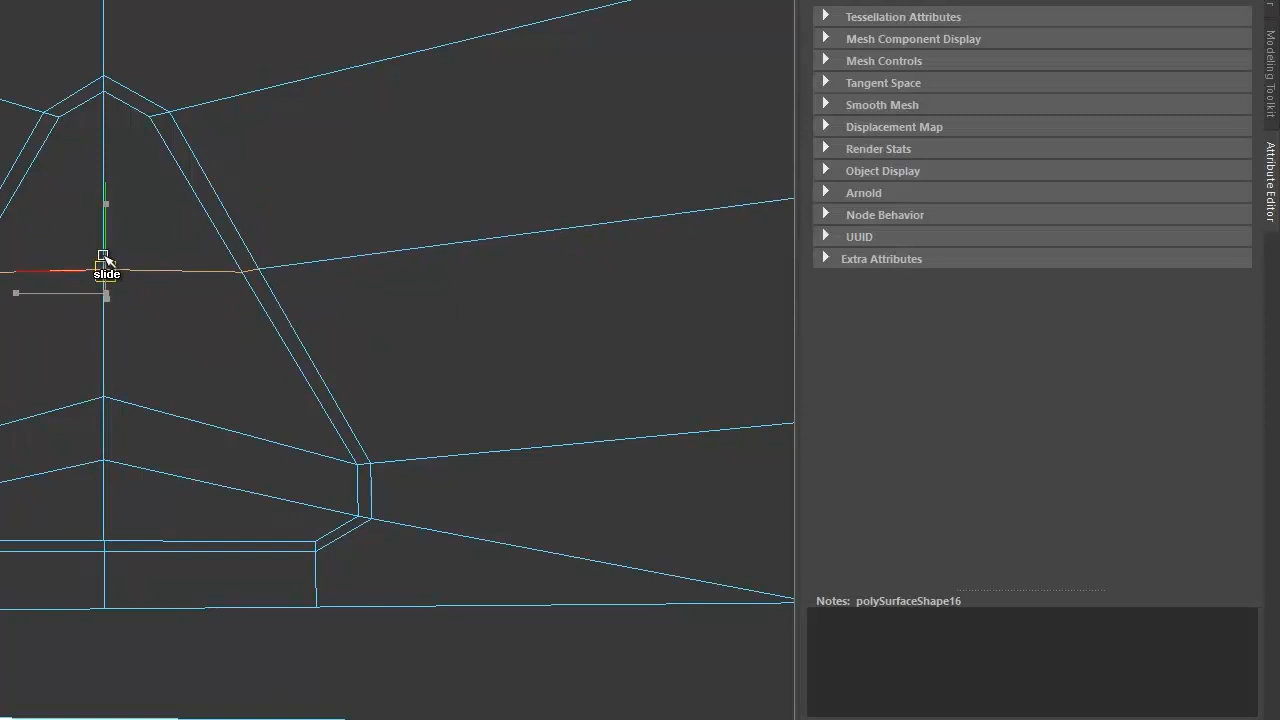 Tessellation Attributes
Mesh Component Display
Mesh Controls
Tangent Space
Smooth Mesh
Displacement Map
Render Stats
Object Display
Arnold
Node Behavior
UUID
Extra Attributes
Modeling Toolkit
Attribute Editor
slide
Notes: polySurfaceShape16